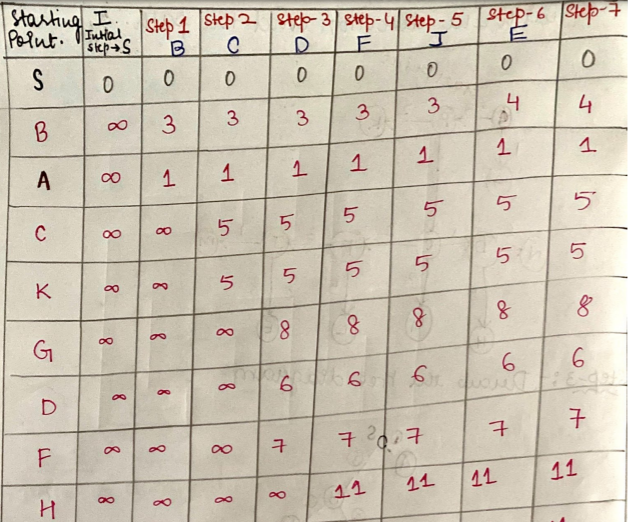 Starting Point. I. Initial step→S Step 1 B Step 2 C Step-3 D Step-4 F Step-5 J Step-6 E Step-7
S 0 0 0 0 0 0 0 0
B ∞ 3 3 3 3 3 4 4
A ∞ 1 1 1 1 1 1 1
C ∞ ∞ 5 5 5 5 5 5
K ∞ ∞ 5 5 5 5 5 5
G ∞ ∞ ∞ 8 8 8 8 8
D ∞ ∞ ∞ 6 6 6 6 6
F ∞ ∞ ∞ 7 7 7 7 7
H ∞ ∞ ∞ ∞ 11 11 11 11